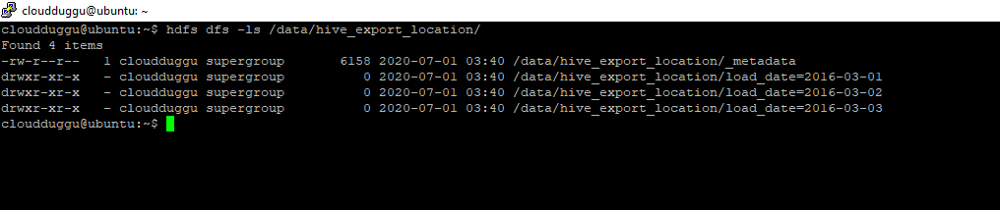 cloudduggu@ubuntu: ~
cloudduggu@ubuntu:~$ hdfs dfs -ls /data/hive_export_location/
Found 4 items
-rw-r--r--   1 cloudduggu supergroup       6158 2020-07-01 03:40 /data/hive_export_location/_metadata
drwxr-xr-x   - cloudduggu supergroup          0 2020-07-01 03:40 /data/hive_export_location/load_date=2016-03-01
drwxr-xr-x   - cloudduggu supergroup          0 2020-07-01 03:40 /data/hive_export_location/load_date=2016-03-02
drwxr-xr-x   - cloudduggu supergroup          0 2020-07-01 03:40 /data/hive_export_location/load_date=2016-03-03
cloudduggu@ubuntu:~$